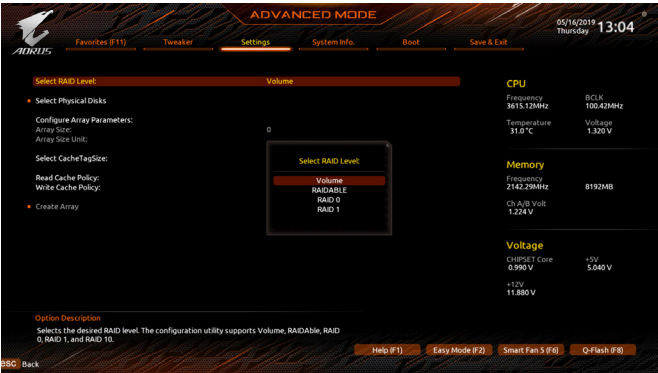 ADVANCED MODE
05/16/2019
Thursday
13:04
AORUS
Favorites (F11)
Tweaker
Settings
System Info.
Boot
Save & Exit
Select RAID Level:
Volume
Select Physical Disks
Configure Array Parameters:
Array Size:
0
Array Size Unit:
Select CacheTagSize:
Read Cache Policy:
Write Cache Policy:
Create Array
Select RAID Level:
Volume
RAIDABLE
RAID 0
RAID 1
CPU
Frequency BCLK
3615.12MHz 100.42MHz
Temperature Voltage
31.0 °C 1.320 V
Memory
Frequency
2142.29MHz 8192MB
Ch A/B Volt
1.224 V
Voltage
CHIPSET Core +5V
0.990 V 5.040 V
+12V
11.880 V
Option Description
Selects the desired RAID level. The configuration utility supports Volume, RAIDAble, RAID
0, RAID 1, and RAID 10.
Help (F1)
Easy Mode (F2)
Smart Fan 5 (F6)
Q-Flash (F8)
esc Back